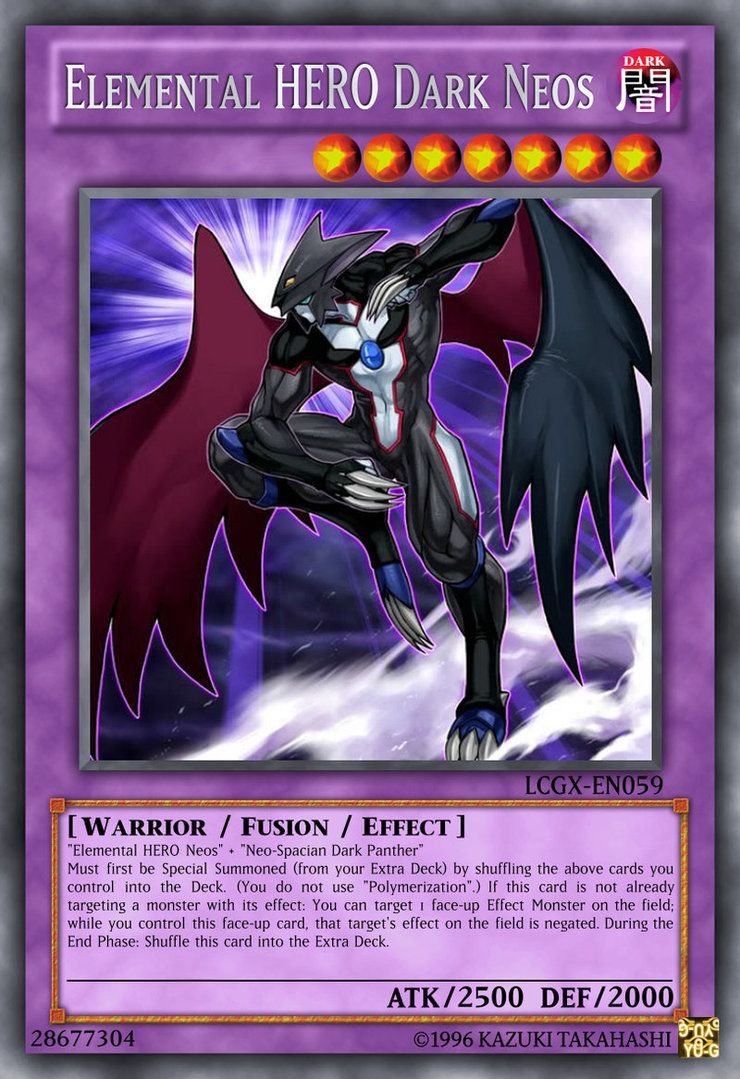 ELEMENTAL HERO DARK NEOS
DARK
闇
LCGX-EN059
[ WARRIOR / FUSION / EFFECT ]
"Elemental HERO Neos" + "Neo-Spacian Dark Panther"
Must first be Special Summoned (from your Extra Deck) by shuffling the above cards you
control into the Deck. (You do not use "Polymerization".) If this card is not already
targeting a monster with its effect: You can target 1 face-up Effect Monster on the field;
while you control this face-up card, that target's effect on the field is negated. During the
End Phase: Shuffle this card into the Extra Deck.
ATK/2500 DEF/2000
28677304
©1996 KAZUKI TAKAHASHI